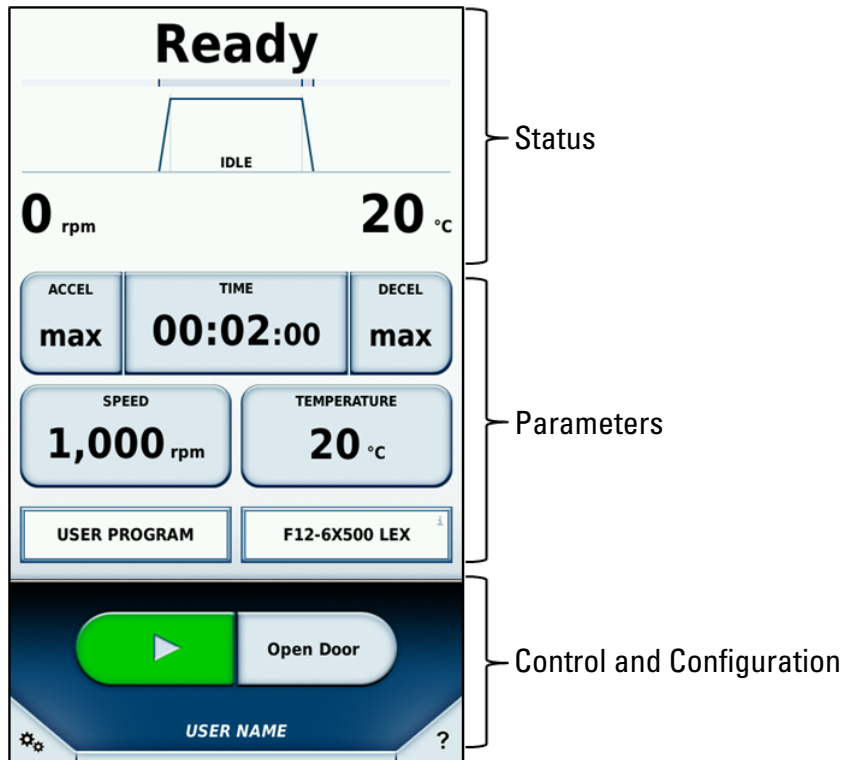 Ready
IDLE
0 rpm 20 °C
Status
ACCEL TIME DECEL
max 00:02:00 max
SPEED TEMPERATURE
1,000 rpm 20 °C
Parameters
USER PROGRAM F12-6X500 LEX i
Open Door
Control and Configuration
USER NAME
?